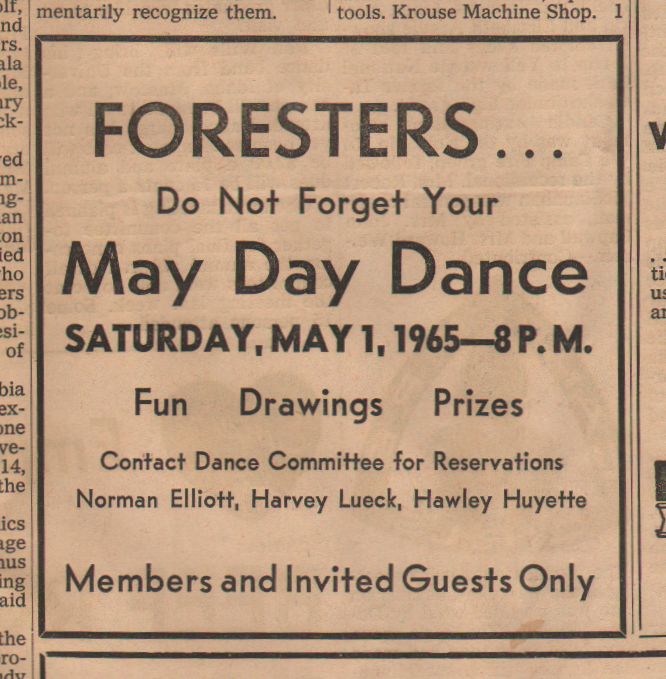 mentarily recognize them.
tools. Krouse Machine Shop. 1
FORESTERS...
Do Not Forget Your
May Day Dance
SATURDAY, MAY 1, 1965—8 P. M.
Fun Drawings Prizes
Contact Dance Committee for Reservations
Norman Elliott, Harvey Lueck, Hawley Huyette
Members and Invited Guests Only